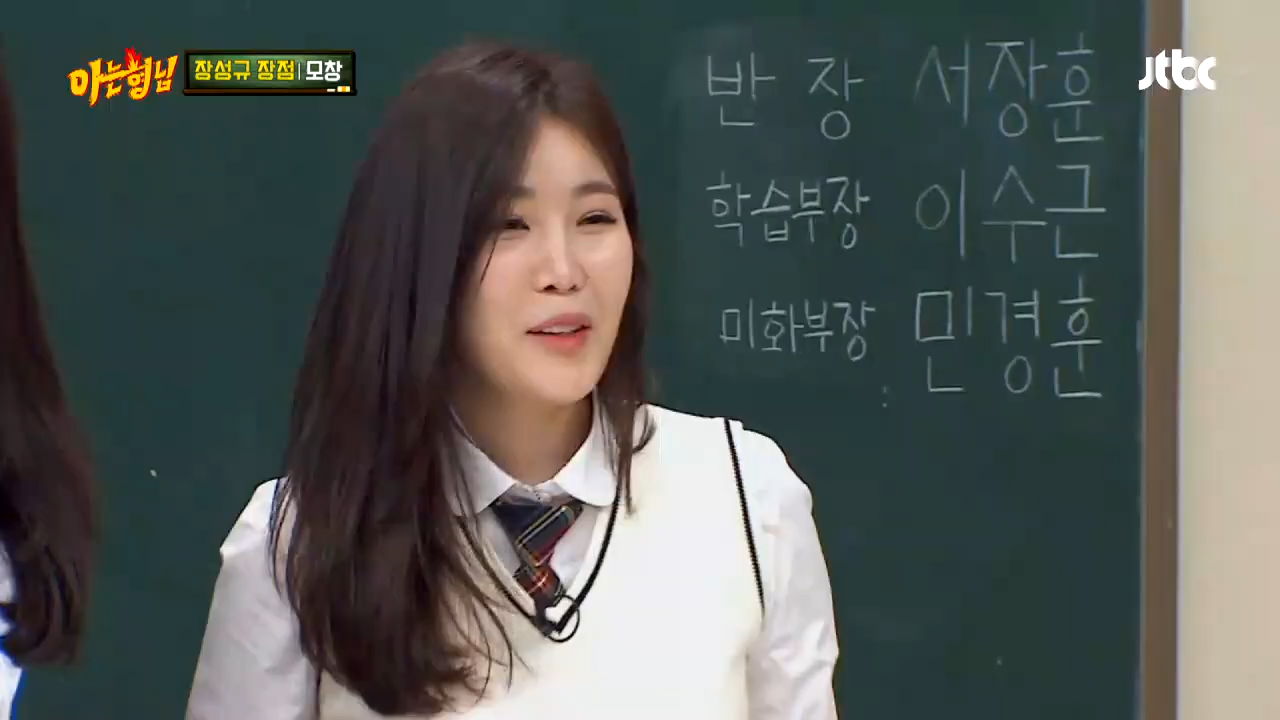 아는형님
장성규 장점 | 모창
jtbc
반 장 서장훈
학습부장 이수근
미화부장 민경훈